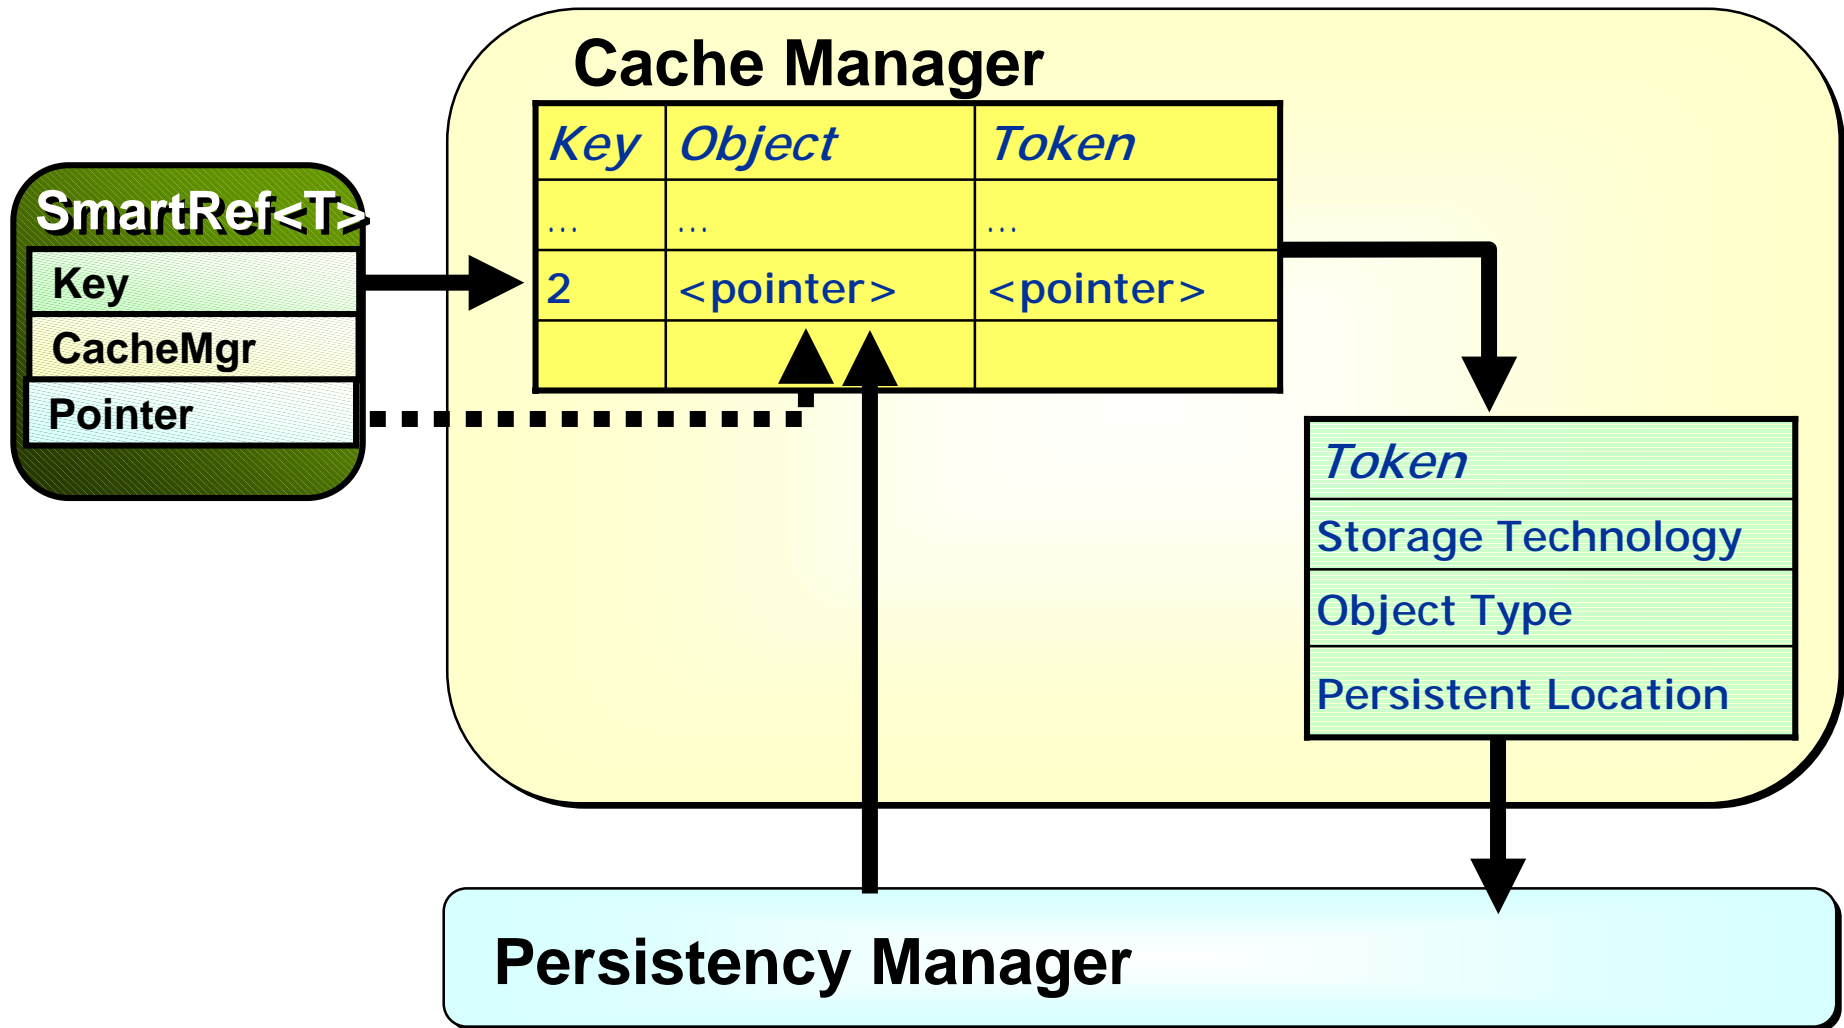 Cache Manager
Key Object Token
... ... ...
2 <pointer> <pointer>
SmartRef<T>
Key
CacheMgr
Pointer
Token
Storage Technology
Object Type
Persistent Location
Persistency Manager